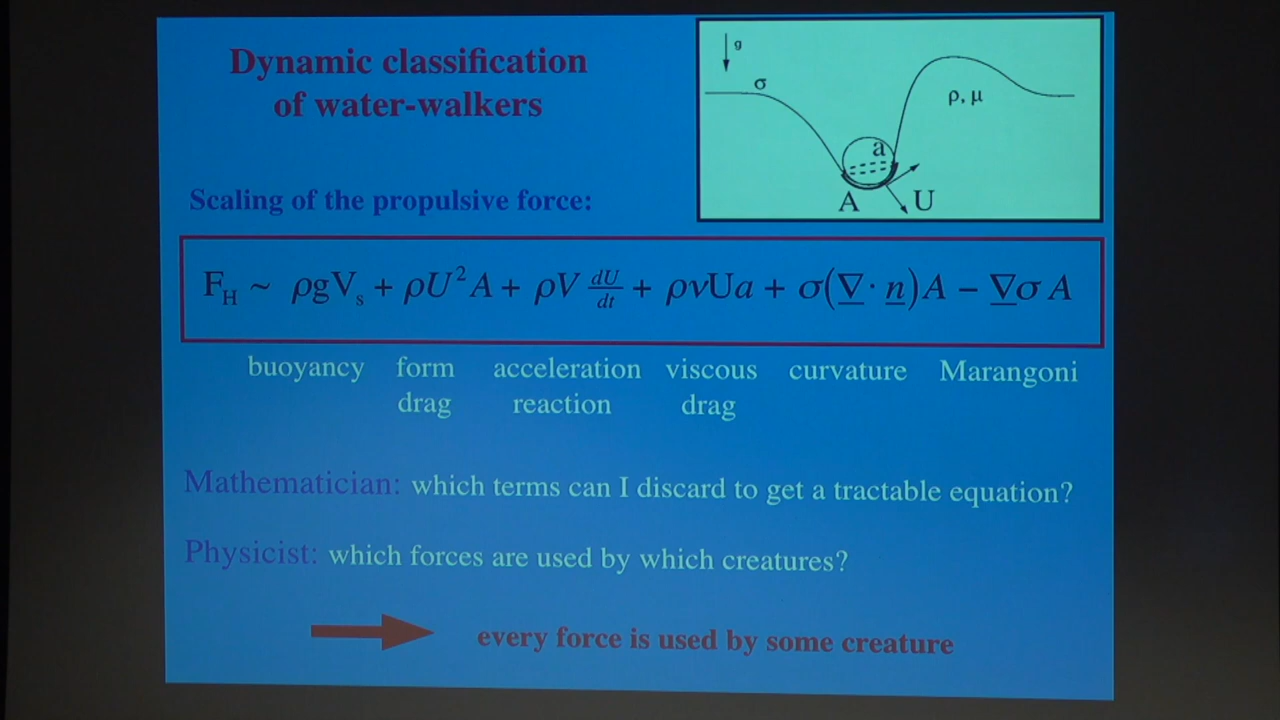 Dynamic classification
of water-walkers
g
σ
ρ, μ
a
A
U
Scaling of the propulsive force:
F_H ~ ρgV_s + ρU²A + ρV dU/dt + ρνUa + σ(∇ · n)A − ∇σ A
buoyancy form acceleration viscous curvature Marangoni
drag reaction drag
Mathematician: which terms can I discard to get a tractable equation?
Physicist: which forces are used by which creatures?
every force is used by some creature